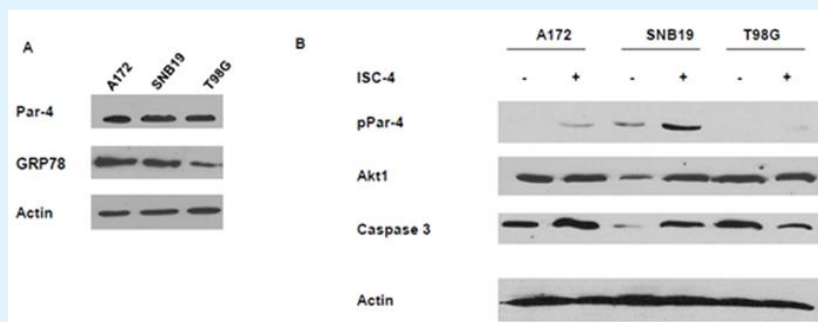 A
A172 SNB19 T98G
Par-4
GRP78
Actin
B
A172 SNB19 T98G
ISC-4 - + - + - +
pPar-4
Akt1
Caspase 3
Actin